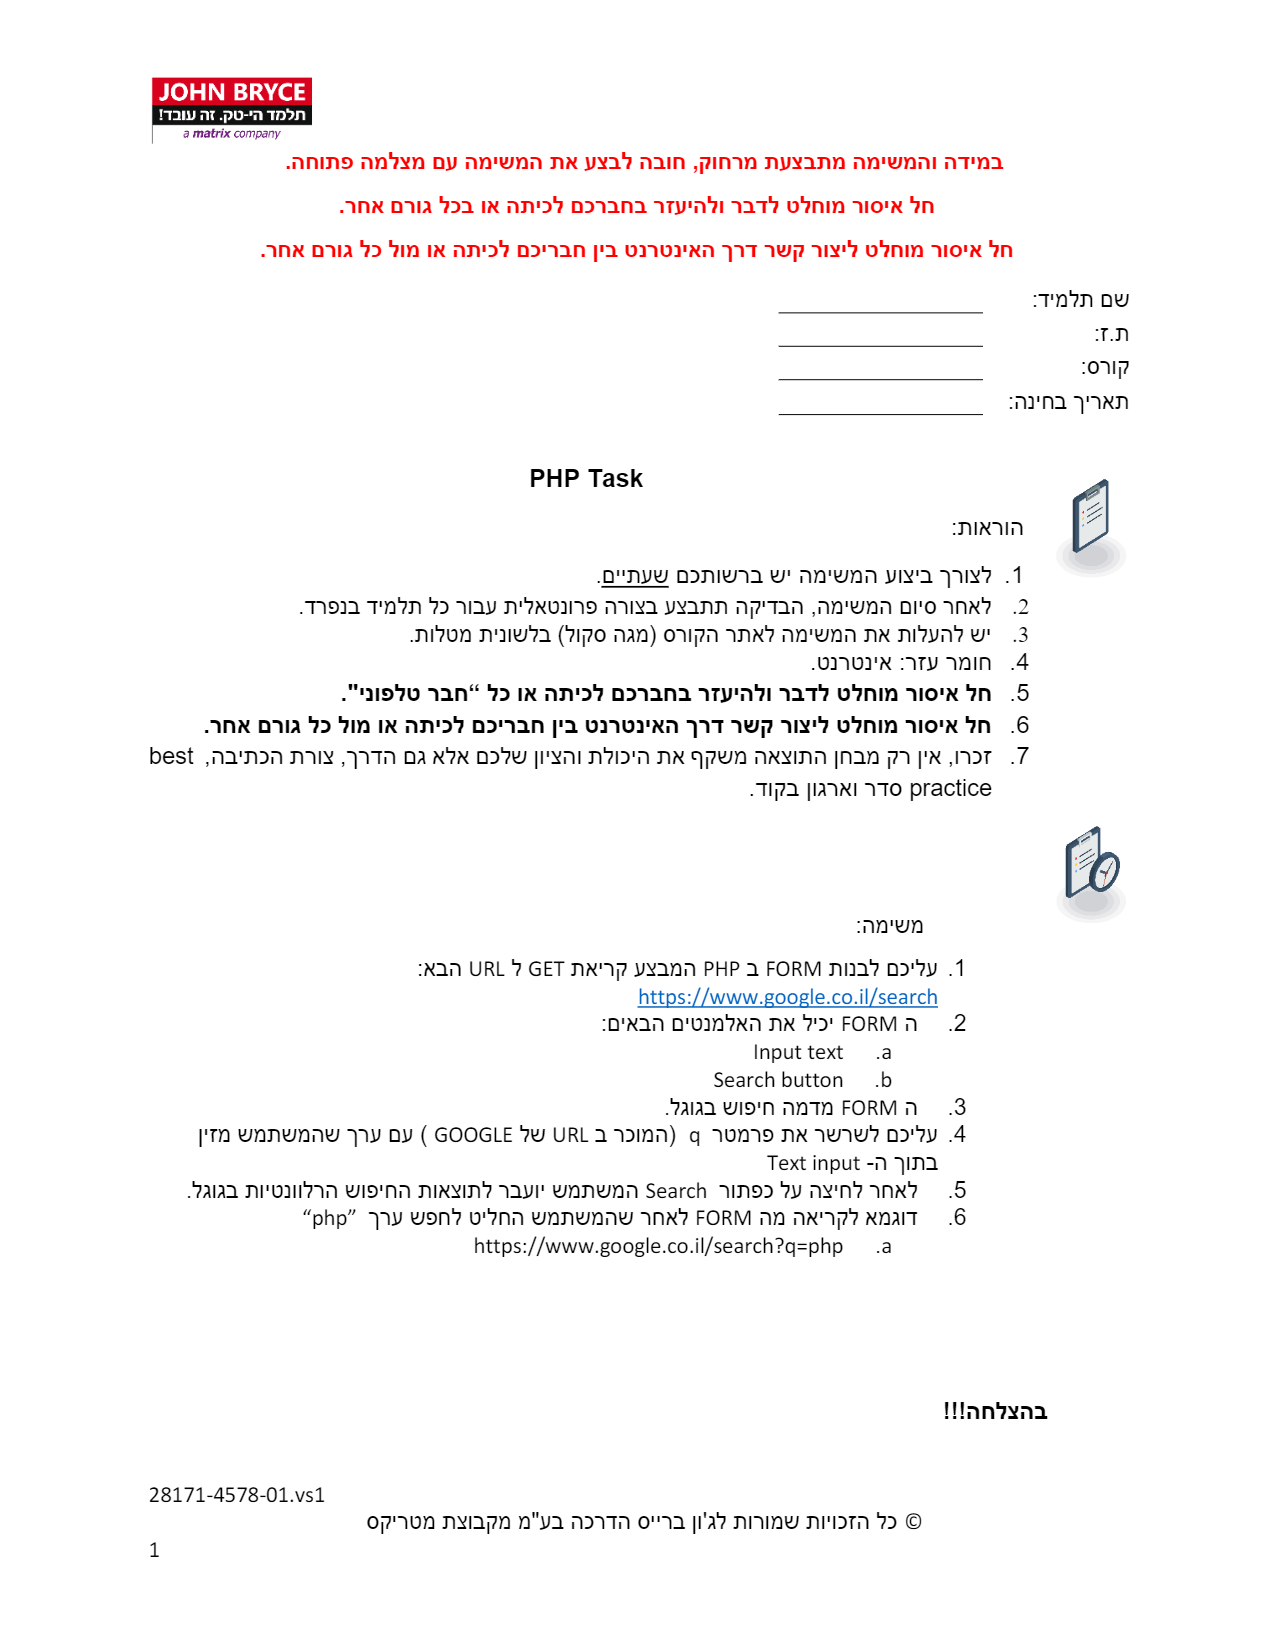 JOHN BRYCE
תלמד הי-טק. זה עובד!
a matrix company
במידה והמשימה מתבצעת מרחוק, חובה לבצע את המשימה עם מצלמה פתוחה.
חל איסור מוחלט לדבר ולהיעזר בחברכם לכיתה או בכל גורם אחר.
חל איסור מוחלט ליצור קשר דרך האינטרנט בין חבריכם לכיתה או מול כל גורם אחר.
שם תלמיד: _________________
ת.ז: _________________
קורס: _________________
תאריך בחינה: _________________
PHP Task
הוראות:
1. לצורך ביצוע המשימה יש ברשותכם שעתיים.
2. לאחר סיום המשימה, הבדיקה תתבצע בצורה פרונטאלית עבור כל תלמיד בנפרד.
3. יש להעלות את המשימה לאתר הקורס (מגה סקול) בלשונית מטלות.
4. חומר עזר: אינטרנט.
5. חל איסור מוחלט לדבר ולהיעזר בחברכם לכיתה או כל “חבר טלפוני".
6. חל איסור מוחלט ליצור קשר דרך האינטרנט בין חבריכם לכיתה או מול כל גורם אחר.
7. זכרו, אין רק מבחן התוצאה משקף את היכולת והציון שלכם אלא גם הדרך, צורת הכתיבה, best
practice סדר וארגון בקוד.
משימה:
1. עליכם לבנות FORM ב PHP המבצע קריאת GET ל URL הבא:
https://www.google.co.il/search
2. ה FORM יכיל את האלמנטים הבאים:
a. Input text
b. Search button
3. ה FORM מדמה חיפוש בגוגל.
4. עליכם לשרשר את פרמטר q (המוכר ב URL של GOOGLE ) עם ערך שהמשתמש מזין
בתוך ה- Text input
5. לאחר לחיצה על כפתור Search המשתמש יועבר לתוצאות החיפוש הרלוונטיות בגוגל.
6. דוגמא לקריאה מה FORM לאחר שהמשתמש החליט לחפש ערך “php”
a. https://www.google.co.il/search?q=php
בהצלחה!!!
28171-4578-01.vs1
© כל הזכויות שמורות לג'ון ברייס הדרכה בע"מ מקבוצת מטריקס
1